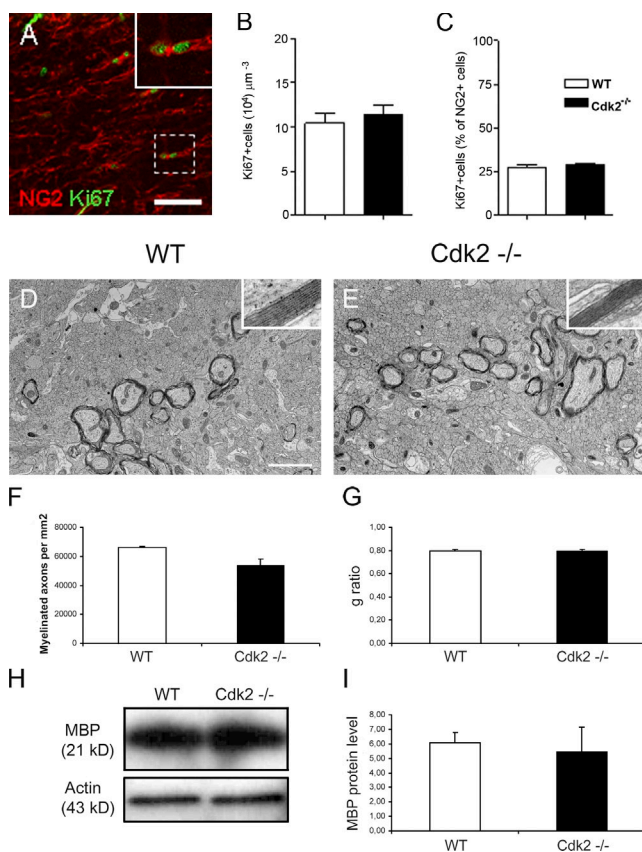 A
NG2 Ki67
B
Ki67+cells (10⁴) μm ⁻³
20
15
10
5
0
C
Ki67+cells (% of NG2+ cells)
100
75
50
25
0
WT
Cdk2⁻/⁻
WT
Cdk2 -/-
D
E
F
Myelinated axons per mm2
80000
60000
40000
20000
0
WT
Cdk2 -/-
G
g ratio
1,00
0,80
0,60
0,40
0,20
0,00
WT
Cdk2 -/-
H
WT
Cdk2 -/-
MBP
(21 kD)
Actin
(43 kD)
I
MBP protein level
8,00
7,00
6,00
5,00
4,00
3,00
2,00
1,00
0,00
WT
Cdk2 -/-